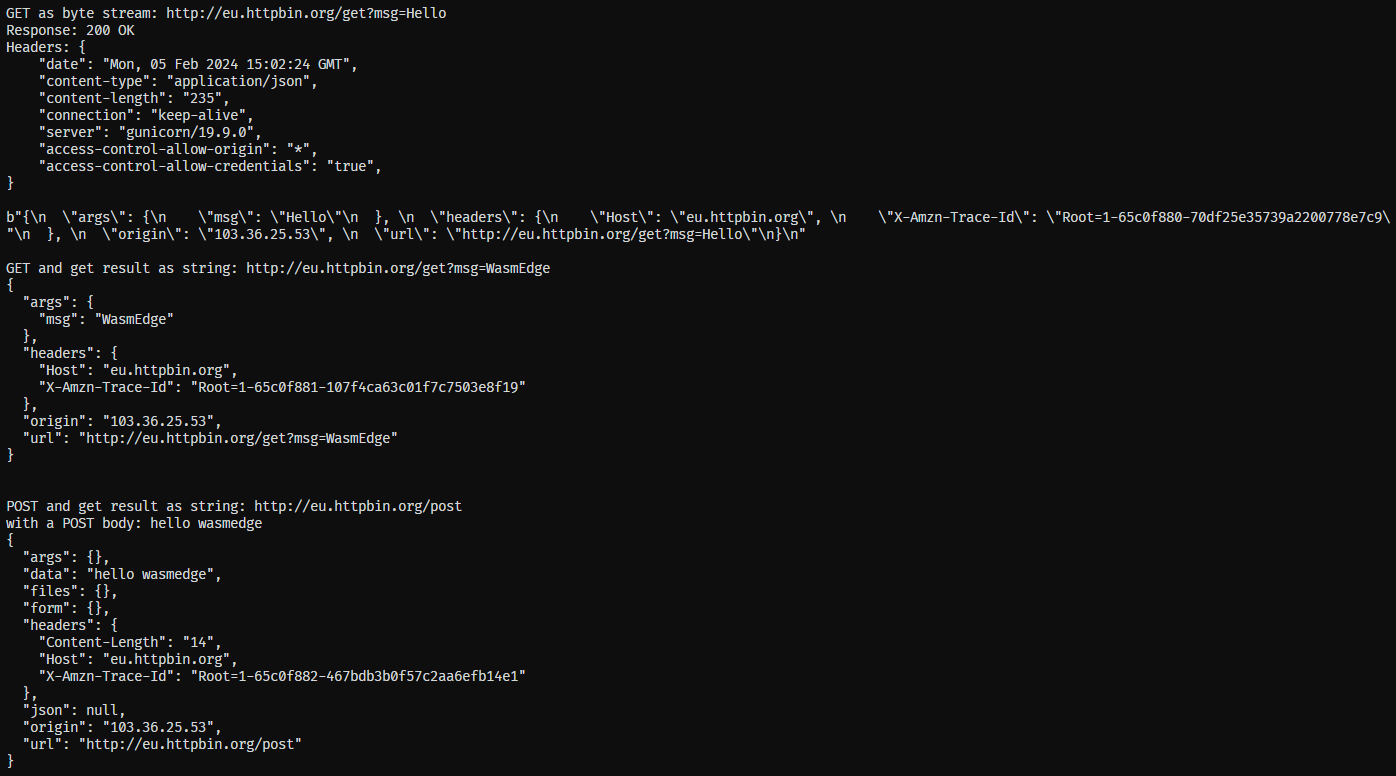 GET as byte stream: http://eu.httpbin.org/get?msg=Hello
Response: 200 OK
Headers: {
    "date": "Mon, 05 Feb 2024 15:02:24 GMT",
    "content-type": "application/json",
    "content-length": "235",
    "connection": "keep-alive",
    "server": "gunicorn/19.9.0",
    "access-control-allow-origin": "*",
    "access-control-allow-credentials": "true",
}

b"{\n  \"args\": {\n    \"msg\": \"Hello\"\n  }, \n  \"headers\": {\n    \"Host\": \"eu.httpbin.org\", \n    \"X-Amzn-Trace-Id\": \"Root=1-65c0f880-70df25e35739a2200778e7c9\
"\n  }, \n  \"origin\": \"103.36.25.53\", \n  \"url\": \"http://eu.httpbin.org/get?msg=Hello\"\n}\n"

GET and get result as string: http://eu.httpbin.org/get?msg=WasmEdge
{
  "args": {
    "msg": "WasmEdge"
  },
  "headers": {
    "Host": "eu.httpbin.org",
    "X-Amzn-Trace-Id": "Root=1-65c0f881-107f4ca63c01f7c7503e8f19"
  },
  "origin": "103.36.25.53",
  "url": "http://eu.httpbin.org/get?msg=WasmEdge"
}


POST and get result as string: http://eu.httpbin.org/post
with a POST body: hello wasmedge
{
  "args": {},
  "data": "hello wasmedge",
  "files": {},
  "form": {},
  "headers": {
    "Content-Length": "14",
    "Host": "eu.httpbin.org",
    "X-Amzn-Trace-Id": "Root=1-65c0f882-467bdb3b0f57c2aa6efb14e1"
  },
  "json": null,
  "origin": "103.36.25.53",
  "url": "http://eu.httpbin.org/post"
}